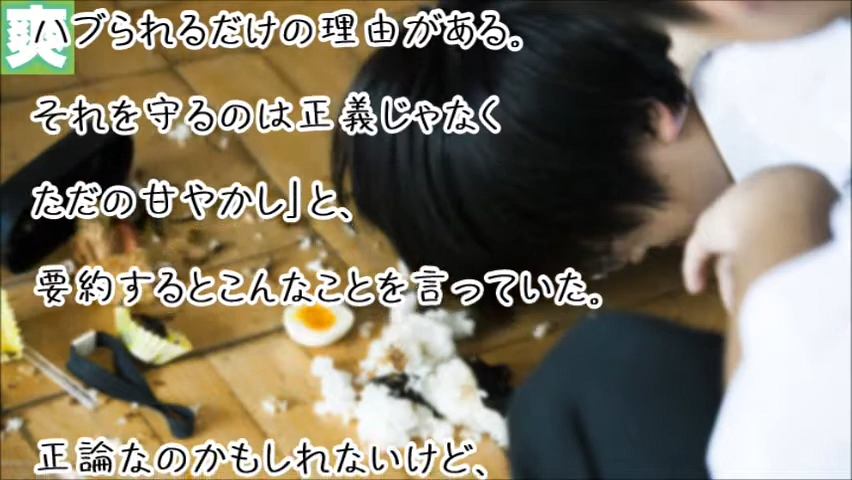 爽
ハブられるだけの理由がある。
それを守るのは正義じゃなく
ただの甘やかし」と、
要約するとこんなことを言っていた。
正論なのかもしれないけど、